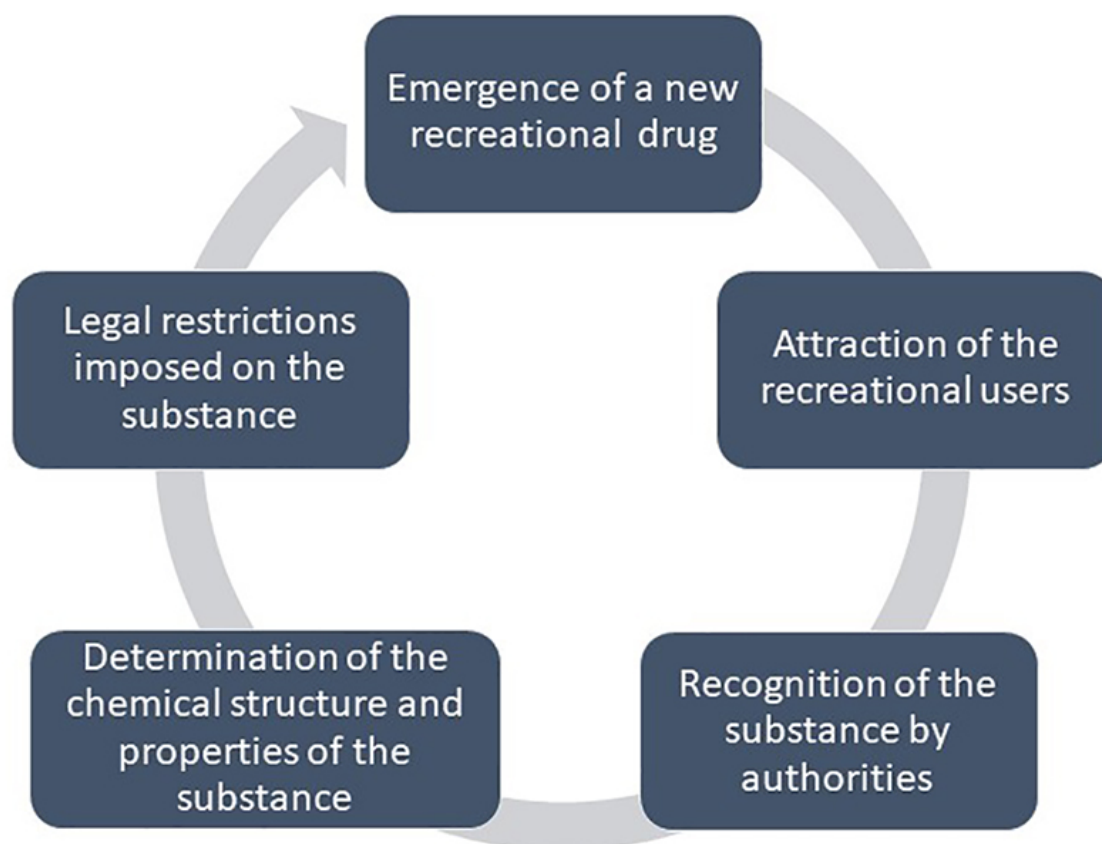 Emergence of a new
recreational drug
Attraction of the
recreational users
Recognition of the
substance by
authorities
Determination of the
chemical structure and
properties of the
substance
Legal restrictions
imposed on the
substance